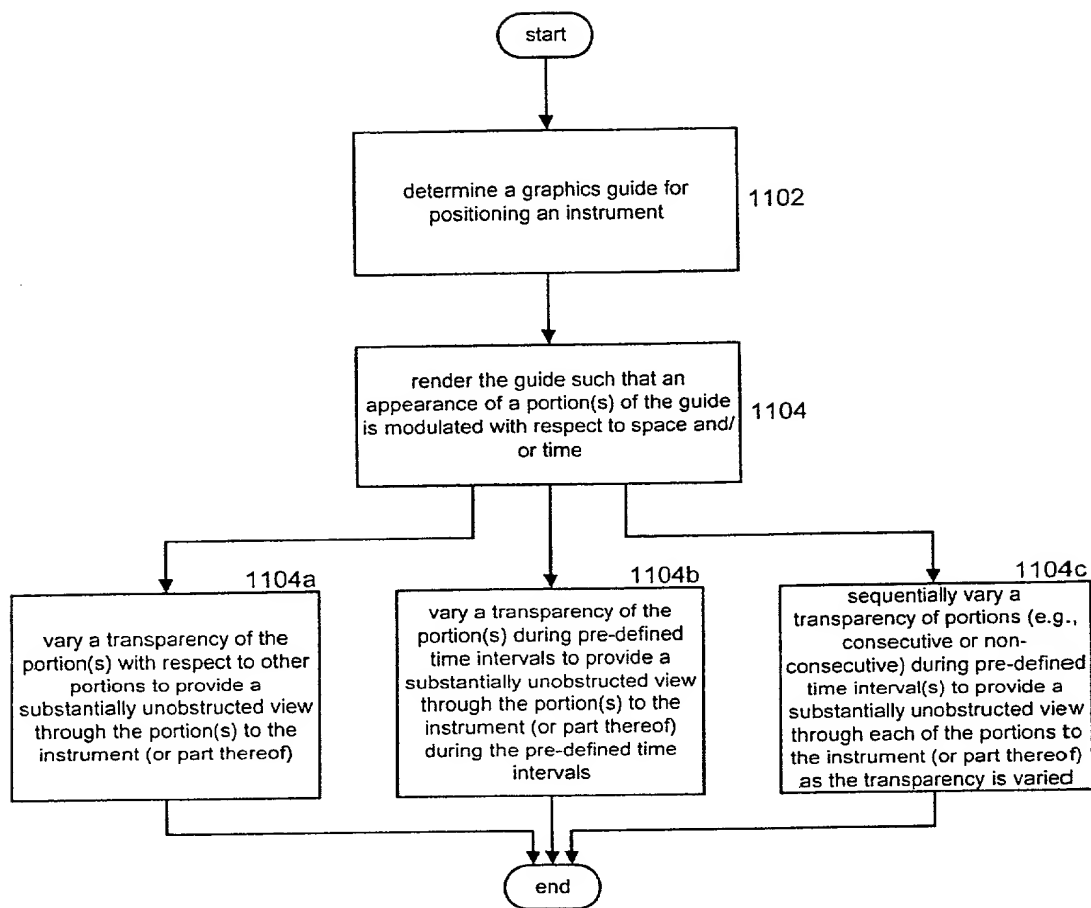 start
determine a graphics guide for
positioning an instrument
1102
render the guide such that an
appearance of a portion(s) of the guide
is modulated with respect to space and/
or time
1104
1104a
vary a transparency of the
portion(s) with respect to other
portions to provide a
substantially unobstructed view
through the portion(s) to the
instrument (or part thereof)
1104b
vary a transparency of the
portion(s) during pre-defined
time intervals to provide a
substantially unobstructed view
through the portion(s) to the
instrument (or part thereof)
during the pre-defined time
intervals
1104c
sequentially vary a
transparency of portions (e.g.,
consecutive or non-
consecutive) during pre-defined
time interval(s) to provide a
substantially unobstructed view
through each of the portions to
the instrument (or part thereof)
as the transparency is varied
end